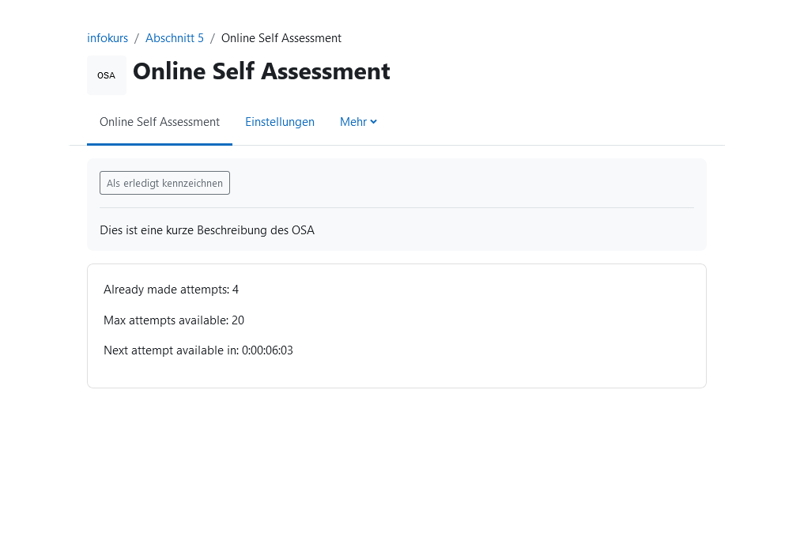 infokurs / Abschnitt 5 / Online Self Assessment
OSA
Online Self Assessment
Online Self Assessment Einstellungen Mehr
Als erledigt kennzeichnen
Dies ist eine kurze Beschreibung des OSA
Already made attempts: 4
Max attempts available: 20
Next attempt available in: 0:00:06:03